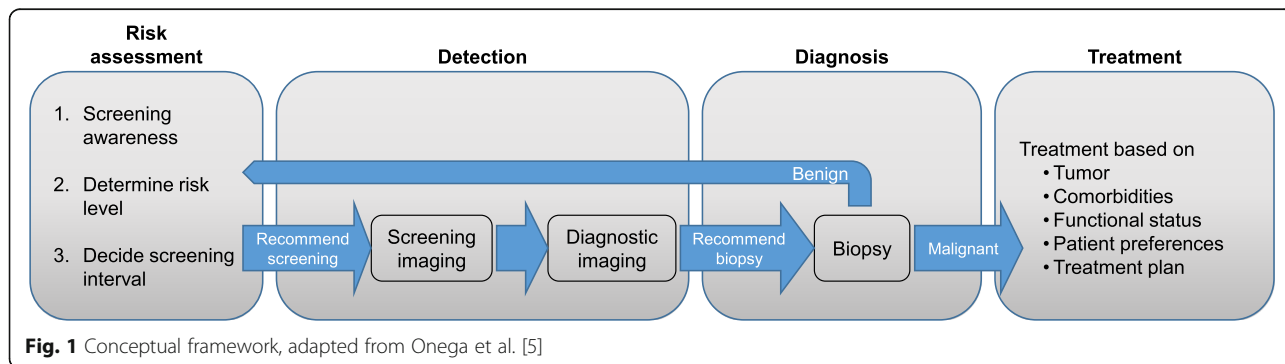 Risk
assessment
Detection
Diagnosis
Treatment
1. Screening
awareness
2. Determine risk
level
3. Decide screening
interval
Recommend
screening
Screening
imaging
Diagnostic
imaging
Recommend
biopsy
Benign
Biopsy
Malignant
Treatment based on
• Tumor
• Comorbidities
• Functional status
• Patient preferences
• Treatment plan
Fig. 1 Conceptual framework, adapted from Onega et al. [5]